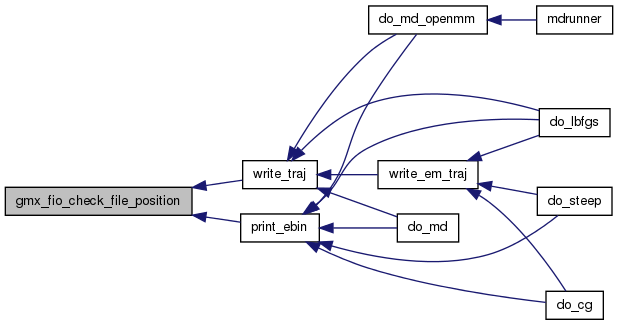 do_md_openmm
mdrunner
do_lbfgs
write_traj
write_em_traj
gmx_fio_check_file_position
do_steep
print_ebin
do_md
do_cg